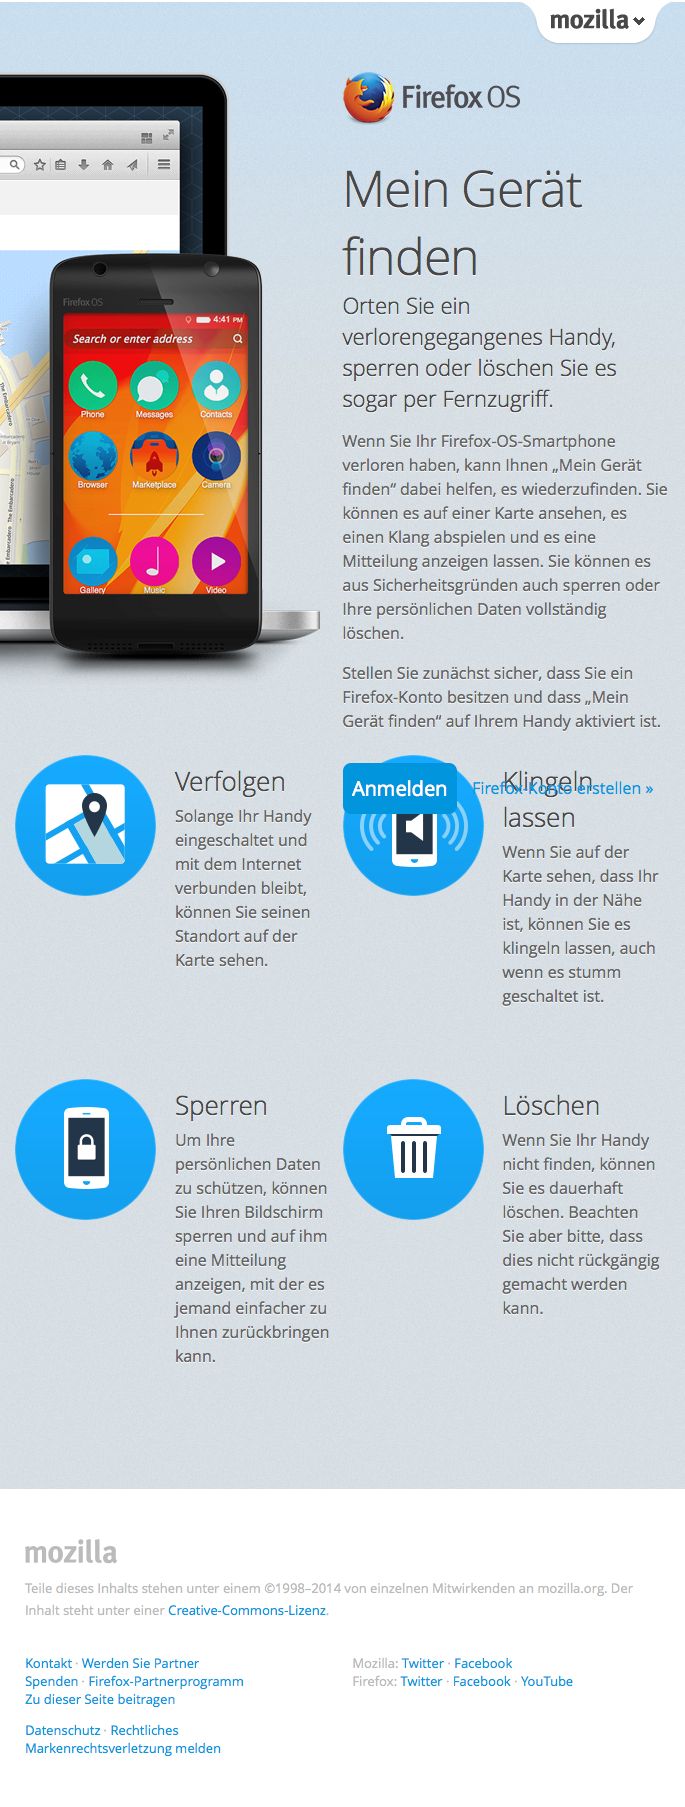 mozilla
Firefox OS
Mein Gerät
finden
Orten Sie ein
verlorengegangenes Handy,
sperren oder löschen Sie es
sogar per Fernzugriff.
Wenn Sie Ihr Firefox-OS-Smartphone
verloren haben, kann Ihnen „Mein Gerät
finden“ dabei helfen, es wiederzufinden. Sie
können es auf einer Karte ansehen, es
einen Klang abspielen und es eine
Mitteilung anzeigen lassen. Sie können es
aus Sicherheitsgründen auch sperren oder
Ihre persönlichen Daten vollständig
löschen.
Stellen Sie zunächst sicher, dass Sie ein
Firefox-Konto besitzen und dass „Mein
Gerät finden“ auf Ihrem Handy aktiviert ist.
Anmelden
Firefox-Konto erstellen »
Firefox OS
4:41 PM
Search or enter address
Phone Messages Contacts
Browser Marketplace Camera
Gallery Music Video
The Embarcadero
The Embarcadero
Verfolgen
Solange Ihr Handy
eingeschaltet und
mit dem Internet
verbunden bleibt,
können Sie seinen
Standort auf der
Karte sehen.
Klingeln
lassen
Wenn Sie auf der
Karte sehen, dass Ihr
Handy in der Nähe
ist, können Sie es
klingeln lassen, auch
wenn es stumm
geschaltet ist.
Sperren
Um Ihre
persönlichen Daten
zu schützen, können
Sie Ihren Bildschirm
sperren und auf ihm
eine Mitteilung
anzeigen, mit der es
jemand einfacher zu
Ihnen zurückbringen
kann.
Löschen
Wenn Sie Ihr Handy
nicht finden, können
Sie es dauerhaft
löschen. Beachten
Sie aber bitte, dass
dies nicht rückgängig
gemacht werden
kann.
mozilla
Teile dieses Inhalts stehen unter einem ©1998–2014 von einzelnen Mitwirkenden an mozilla.org. Der
Inhalt steht unter einer Creative-Commons-Lizenz.
Kontakt · Werden Sie Partner
Spenden · Firefox-Partnerprogramm
Zu dieser Seite beitragen
Datenschutz · Rechtliches
Markenrechtsverletzung melden
Mozilla: Twitter · Facebook
Firefox: Twitter · Facebook · YouTube